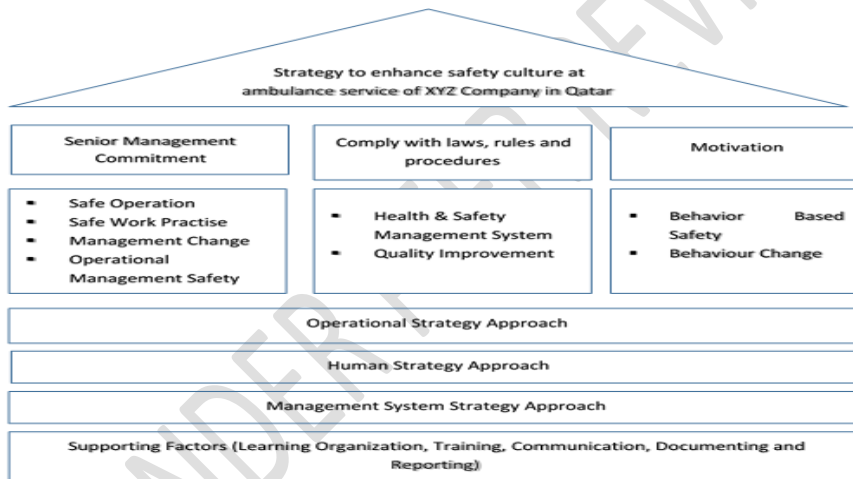 Strategy to enhance safety culture at
ambulance service of XYZ Company in Qatar
Senior Management
Commitment
Comply with laws, rules and
procedures
Motivation
▪ Safe Operation
▪ Safe Work Practise
▪ Management Change
▪ Operational
Management Safety
▪ Health & Safety
Management System
▪ Quality Improvement
▪ Behavior Based
Safety
▪ Behaviour Change
Operational Strategy Approach
Human Strategy Approach
Management System Strategy Approach
Supporting Factors (Learning Organization, Training, Communication, Documenting and
Reporting)